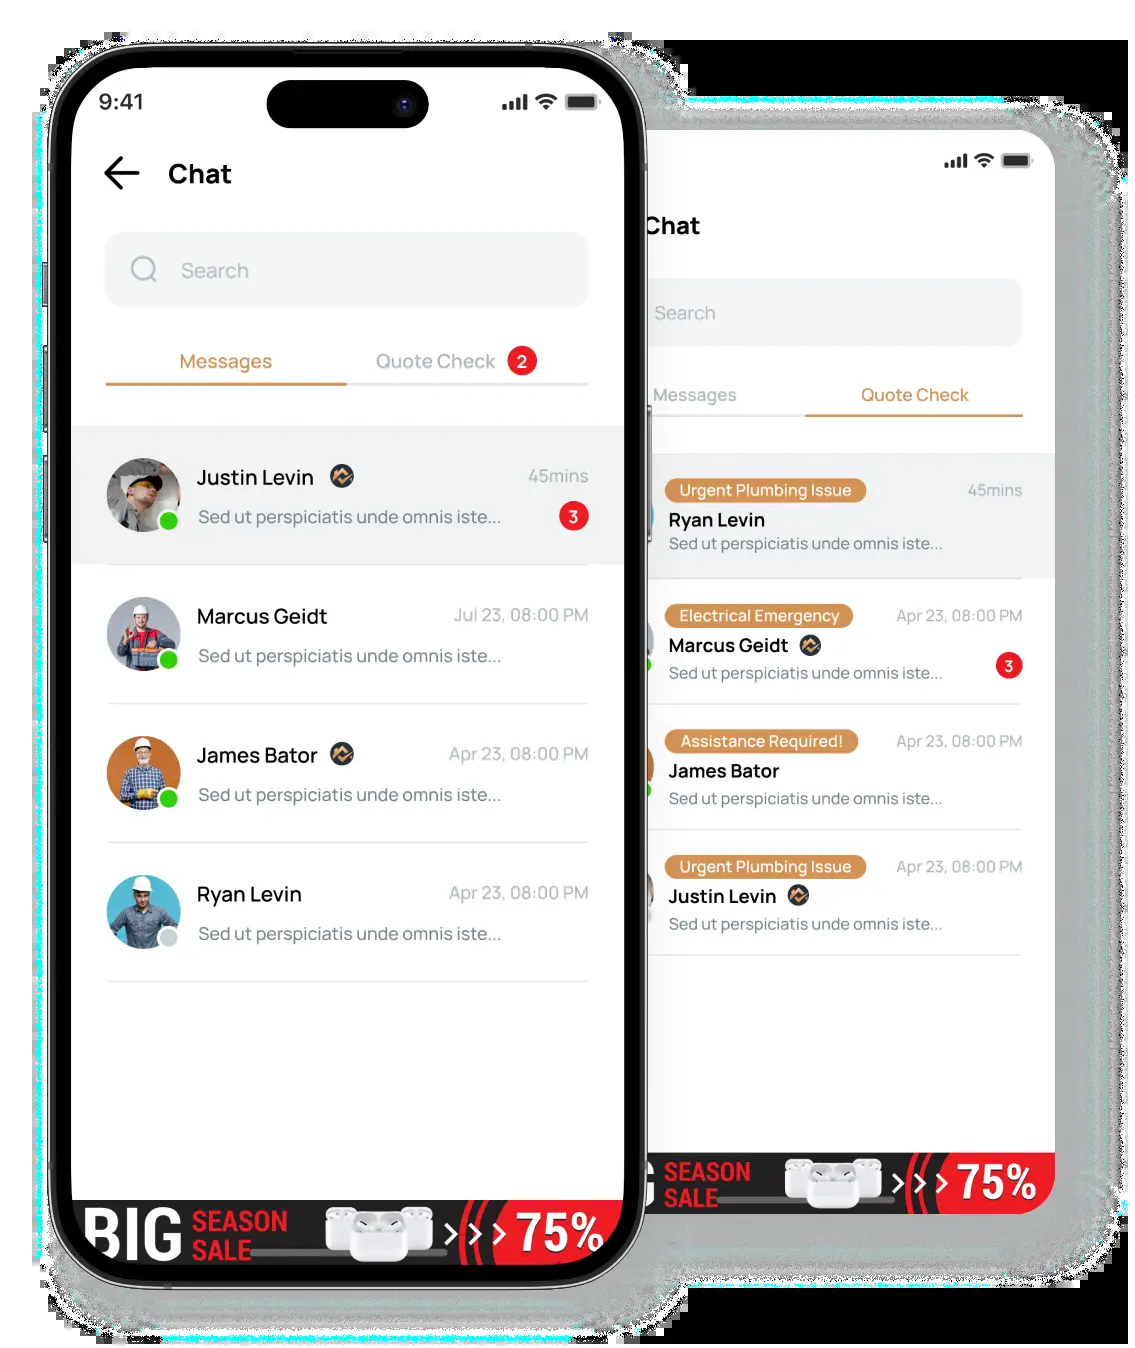 9:41
Chat
Search
Messages
Quote Check 2
Justin Levin
45mins
Sed ut perspiciatis unde omnis iste...
3
Marcus Geidt
Jul 23, 08:00 PM
Sed ut perspiciatis unde omnis iste...
James Bator
Apr 23, 08:00 PM
Sed ut perspiciatis unde omnis iste...
Ryan Levin
Apr 23, 08:00 PM
Sed ut perspiciatis unde omnis iste...
BIG SEASON SALE
75%
Chat
Search
Messages
Quote Check
Urgent Plumbing Issue
45mins
Ryan Levin
Sed ut perspiciatis unde omnis iste...
Electrical Emergency
Apr 23, 08:00 PM
Marcus Geidt
Sed ut perspiciatis unde omnis iste...
3
Assistance Required!
Apr 23, 08:00 PM
James Bator
Sed ut perspiciatis unde omnis iste...
Urgent Plumbing Issue
Apr 23, 08:00 PM
Justin Levin
Sed ut perspiciatis unde omnis iste...
SEASON
SALE
75%